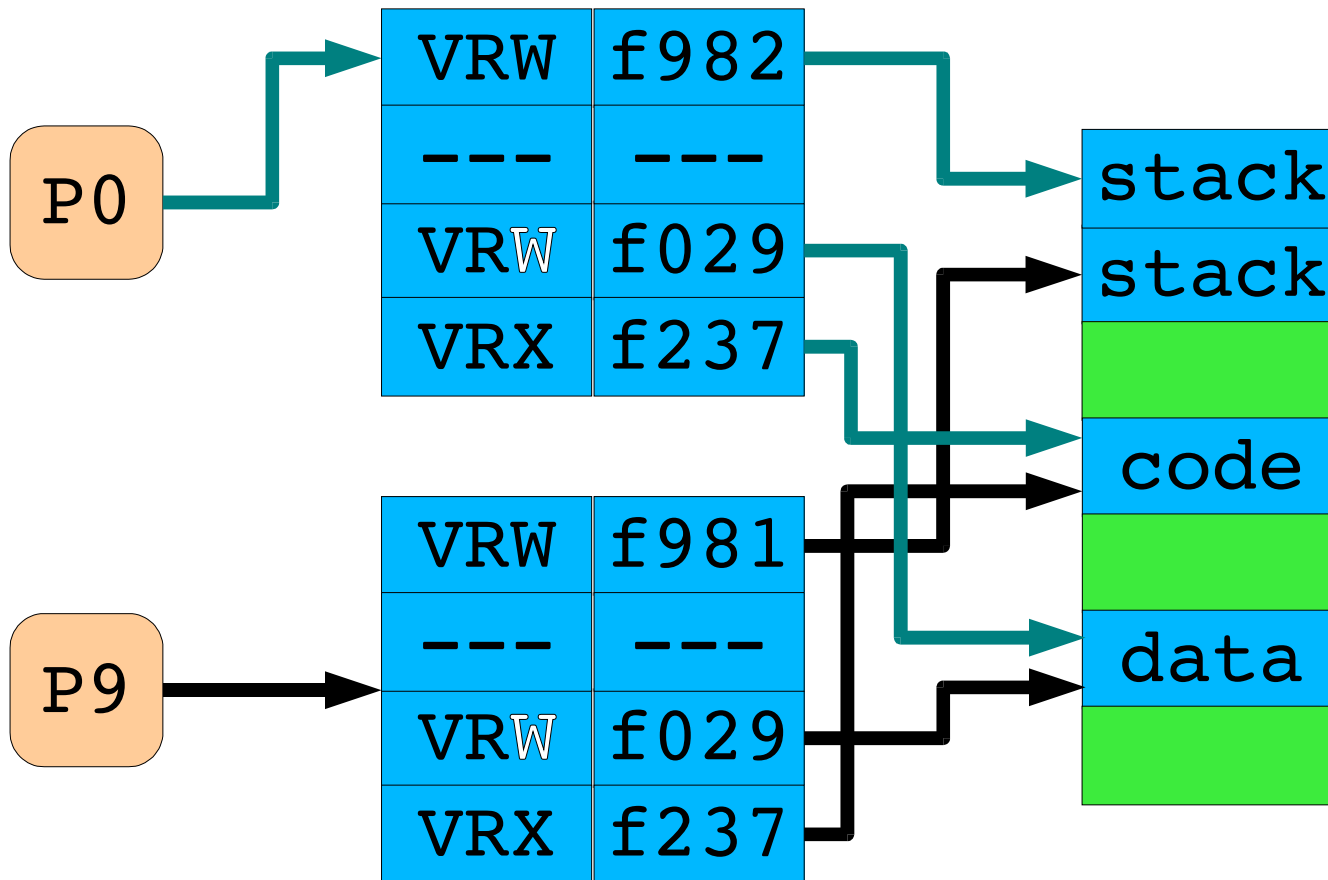 P0
VRW f982
--- ---
VRW f029
VRX f237
P9
VRW f981
--- ---
VRW f029
VRX f237
stack
stack
code
data